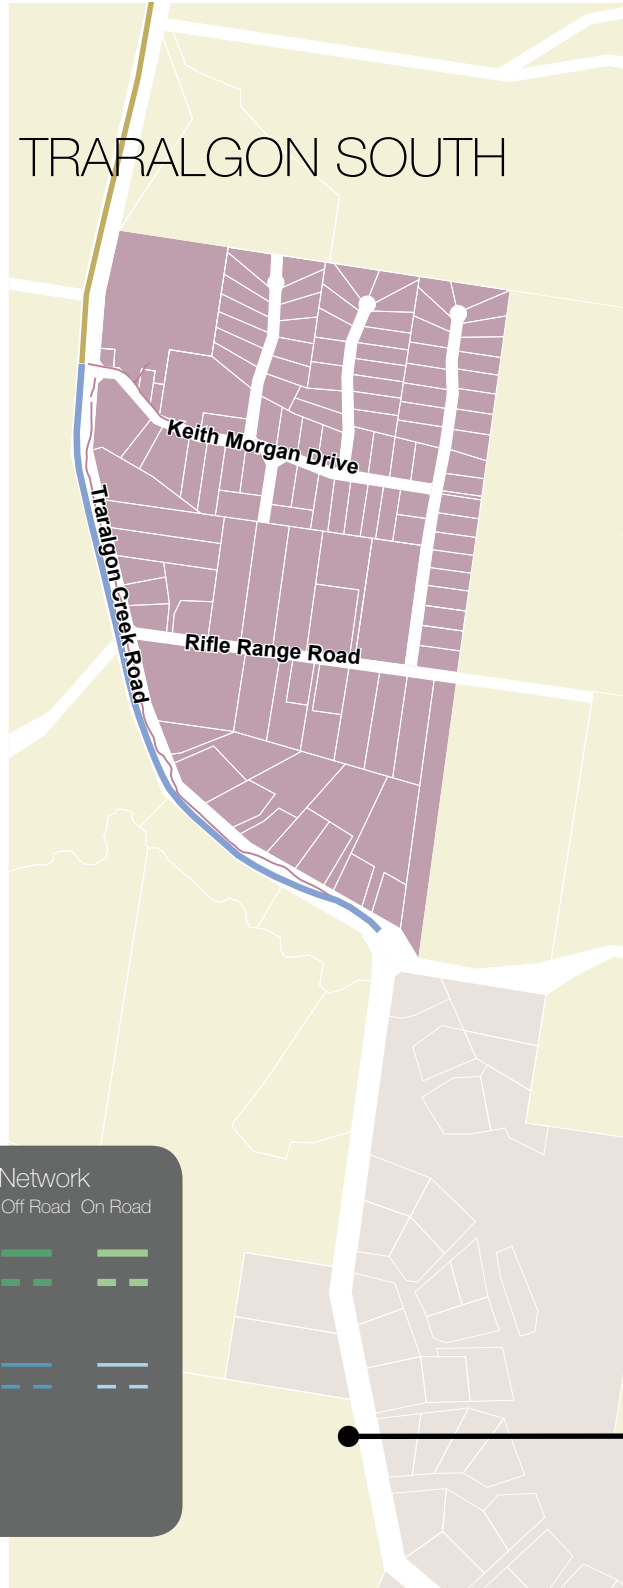 TRARALGON SOUTH
Keith Morgan Drive
Traralgon Creek Road
Rifle Range Road
Network
Off Road On Road